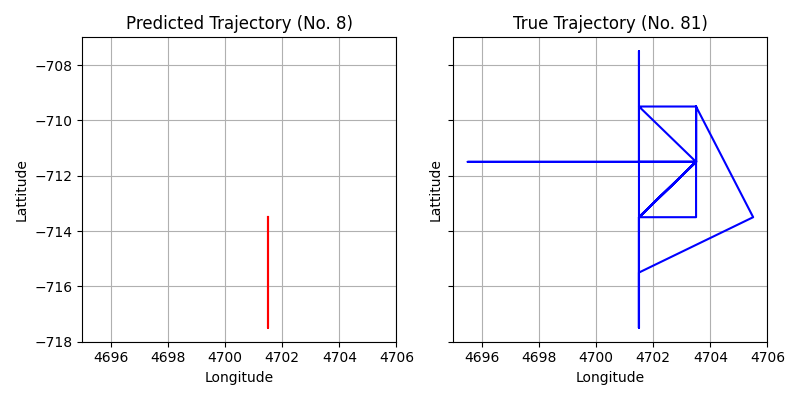 Predicted Trajectory (No. 8)
True Trajectory (No. 81)
−708
−710
−712
−714
−716
−718
Lattitude
Lattitude
4696 4698 4700 4702 4704 4706
4696 4698 4700 4702 4704 4706
Longitude
Longitude